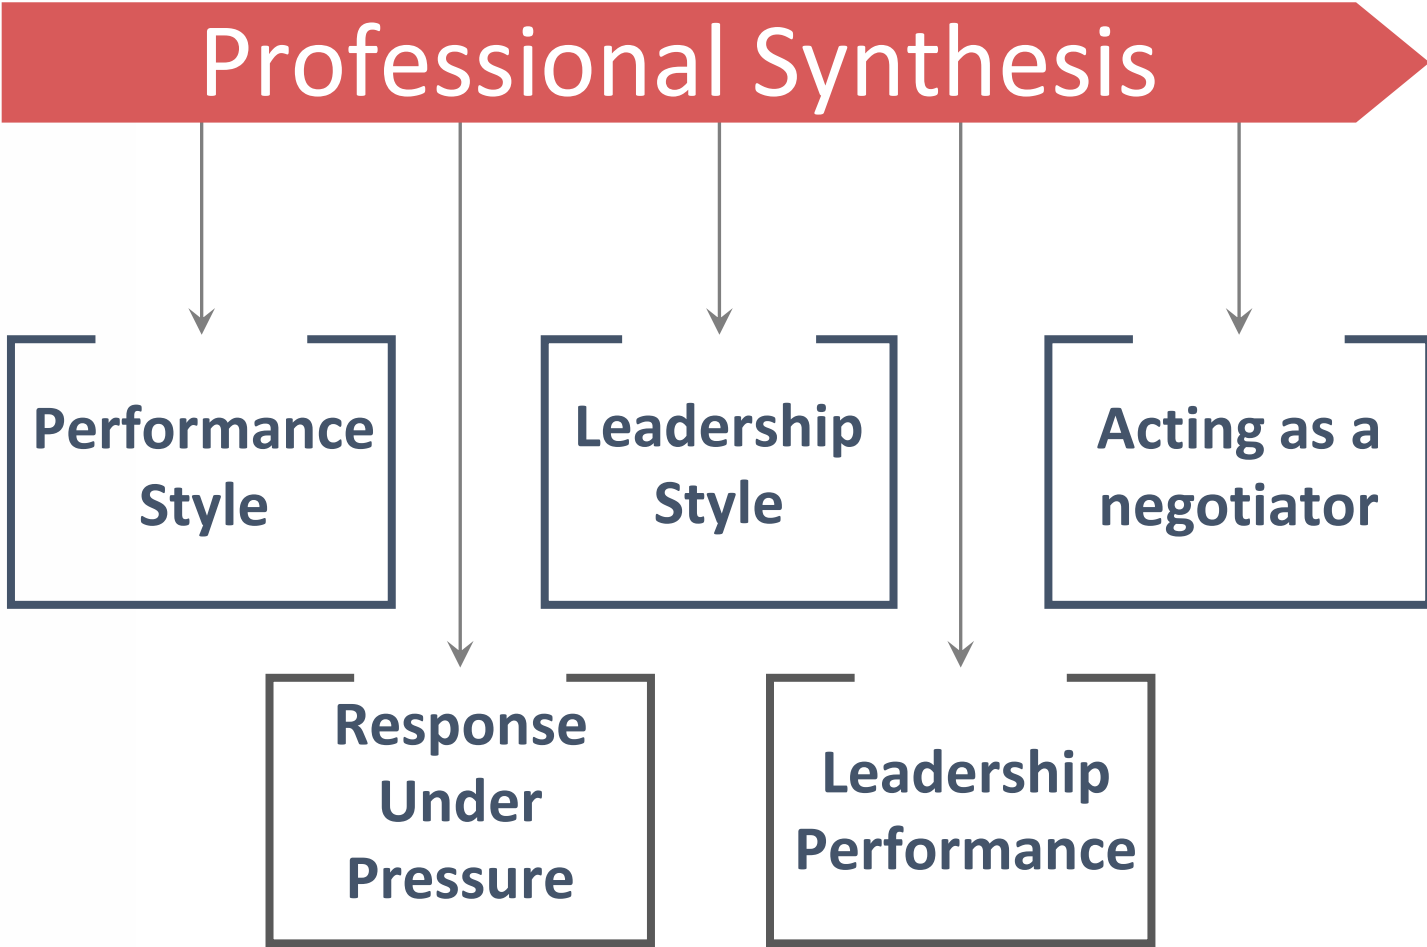 Professional Synthesis
Performance
Style
Leadership
Style
Acting as a
negotiator
Response
Under
Pressure
Leadership
Performance